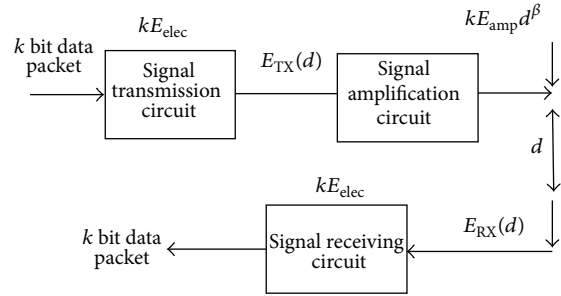 kE_elec
kE_amp d^β
k bit data
packet
Signal
transmission
circuit
E_TX(d)
Signal
amplification
circuit
d
kE_elec
k bit data
packet
Signal receiving
circuit
E_RX(d)